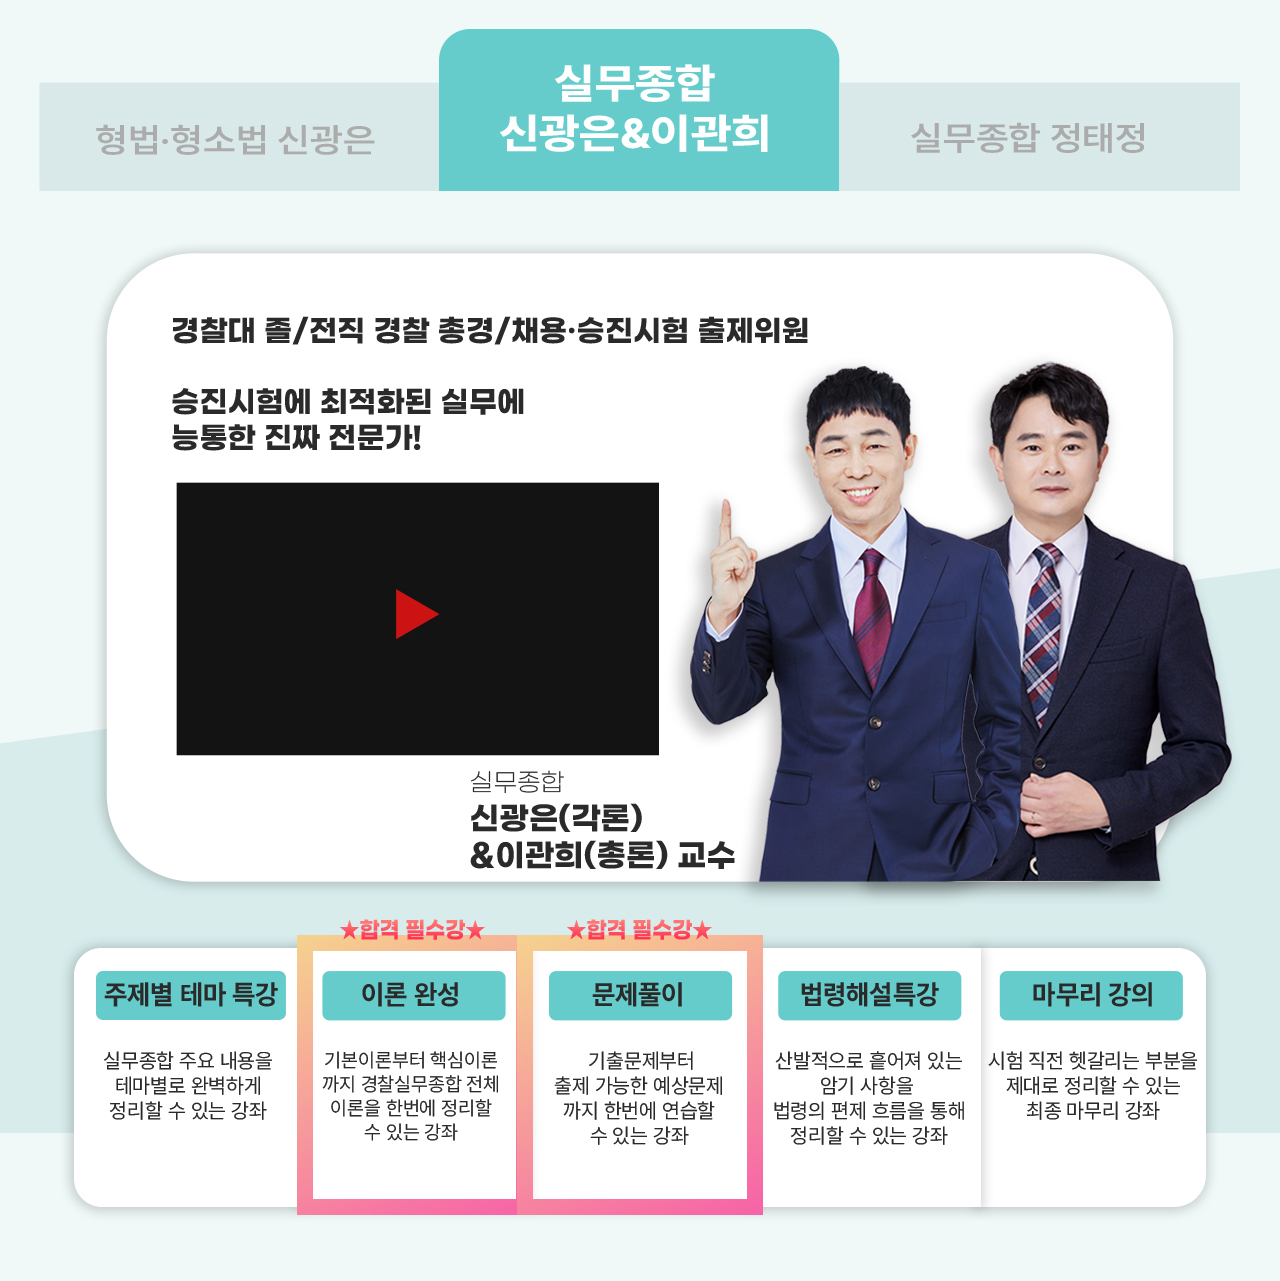 형법·형소법 신광은
실무종합
신광은&이관희
실무종합 정태정
경찰대 졸/전직 경찰 총경/채용·승진시험 출제위원
승진시험에 최적화된 실무에
능통한 진짜 전문가!
실무종합
신광은(각론)
&이관희(총론) 교수
★합격 필수강★
★합격 필수강★
주제별 테마 특강
실무종합 주요 내용을
테마별로 완벽하게
정리할 수 있는 강좌
이론 완성
기본이론부터 핵심이론
까지 경찰실무종합 전체
이론을 한번에 정리할
수 있는 강좌
문제풀이
기출문제부터
출제 가능한 예상문제
까지 한번에 연습할
수 있는 강좌
법령해설특강
산발적으로 흩어져 있는
암기 사항을
법령의 편제 흐름을 통해
정리할 수 있는 강좌
마무리 강의
시험 직전 헷갈리는 부분을
제대로 정리할 수 있는
최종 마무리 강좌